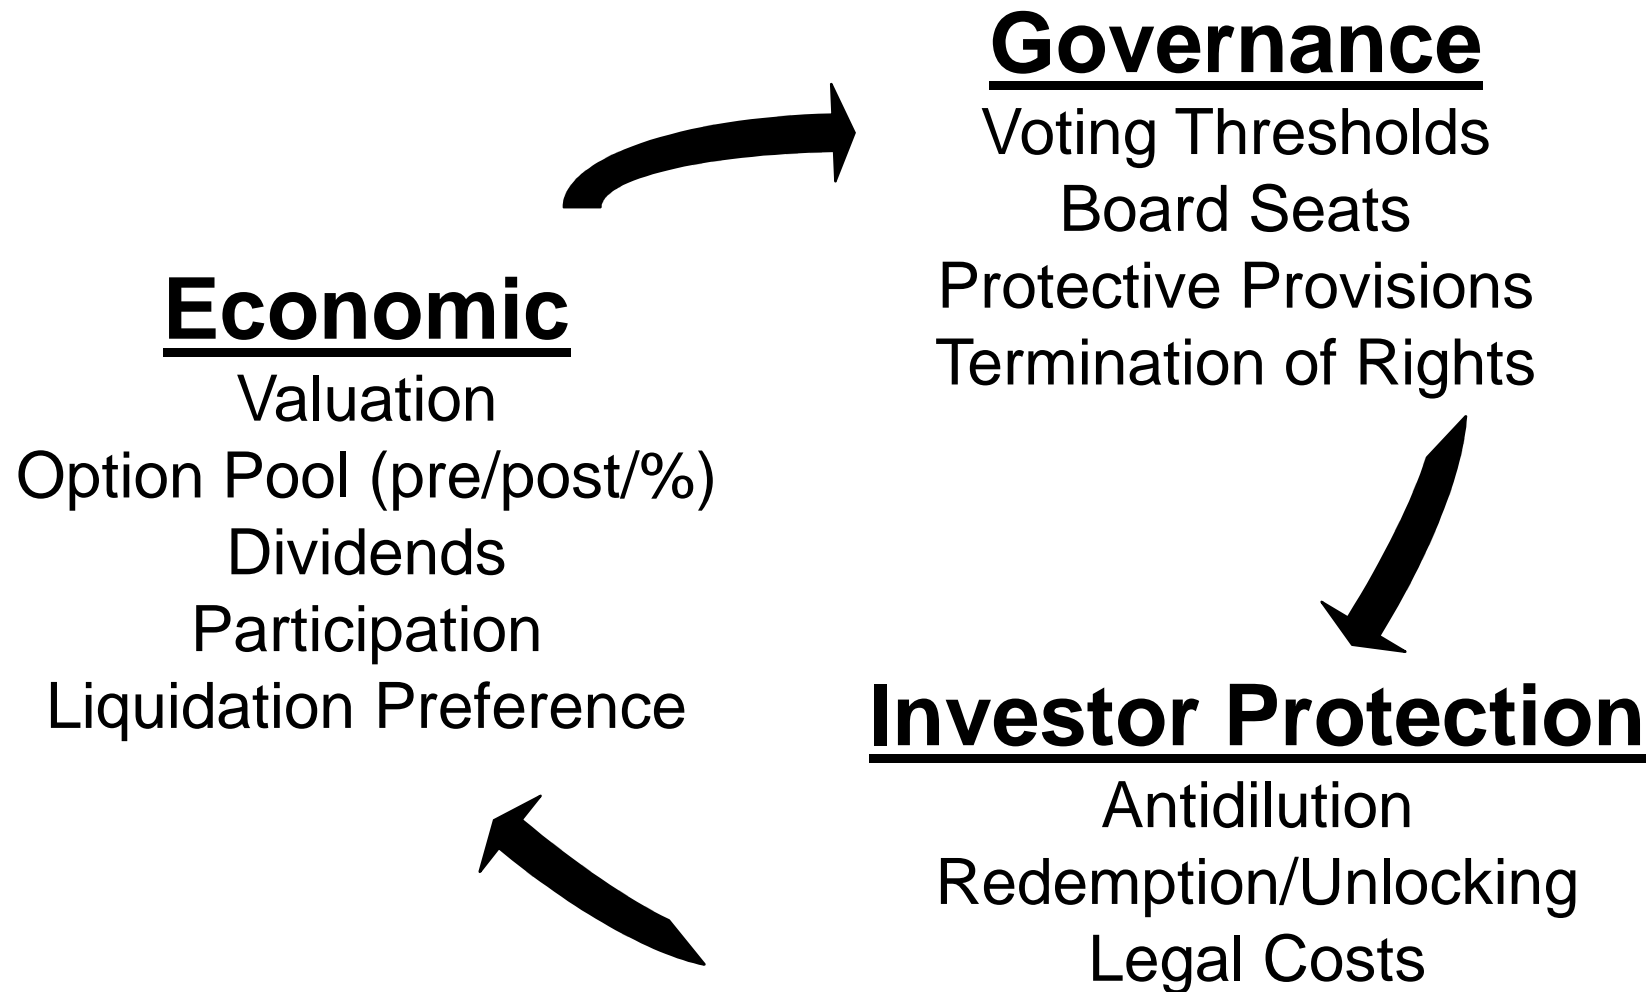 Governance
Voting Thresholds
Board Seats
Protective Provisions
Termination of Rights
Economic
Valuation
Option Pool (pre/post/%)
Dividends
Participation
Liquidation Preference
Investor Protection
Antidilution
Redemption/Unlocking
Legal Costs